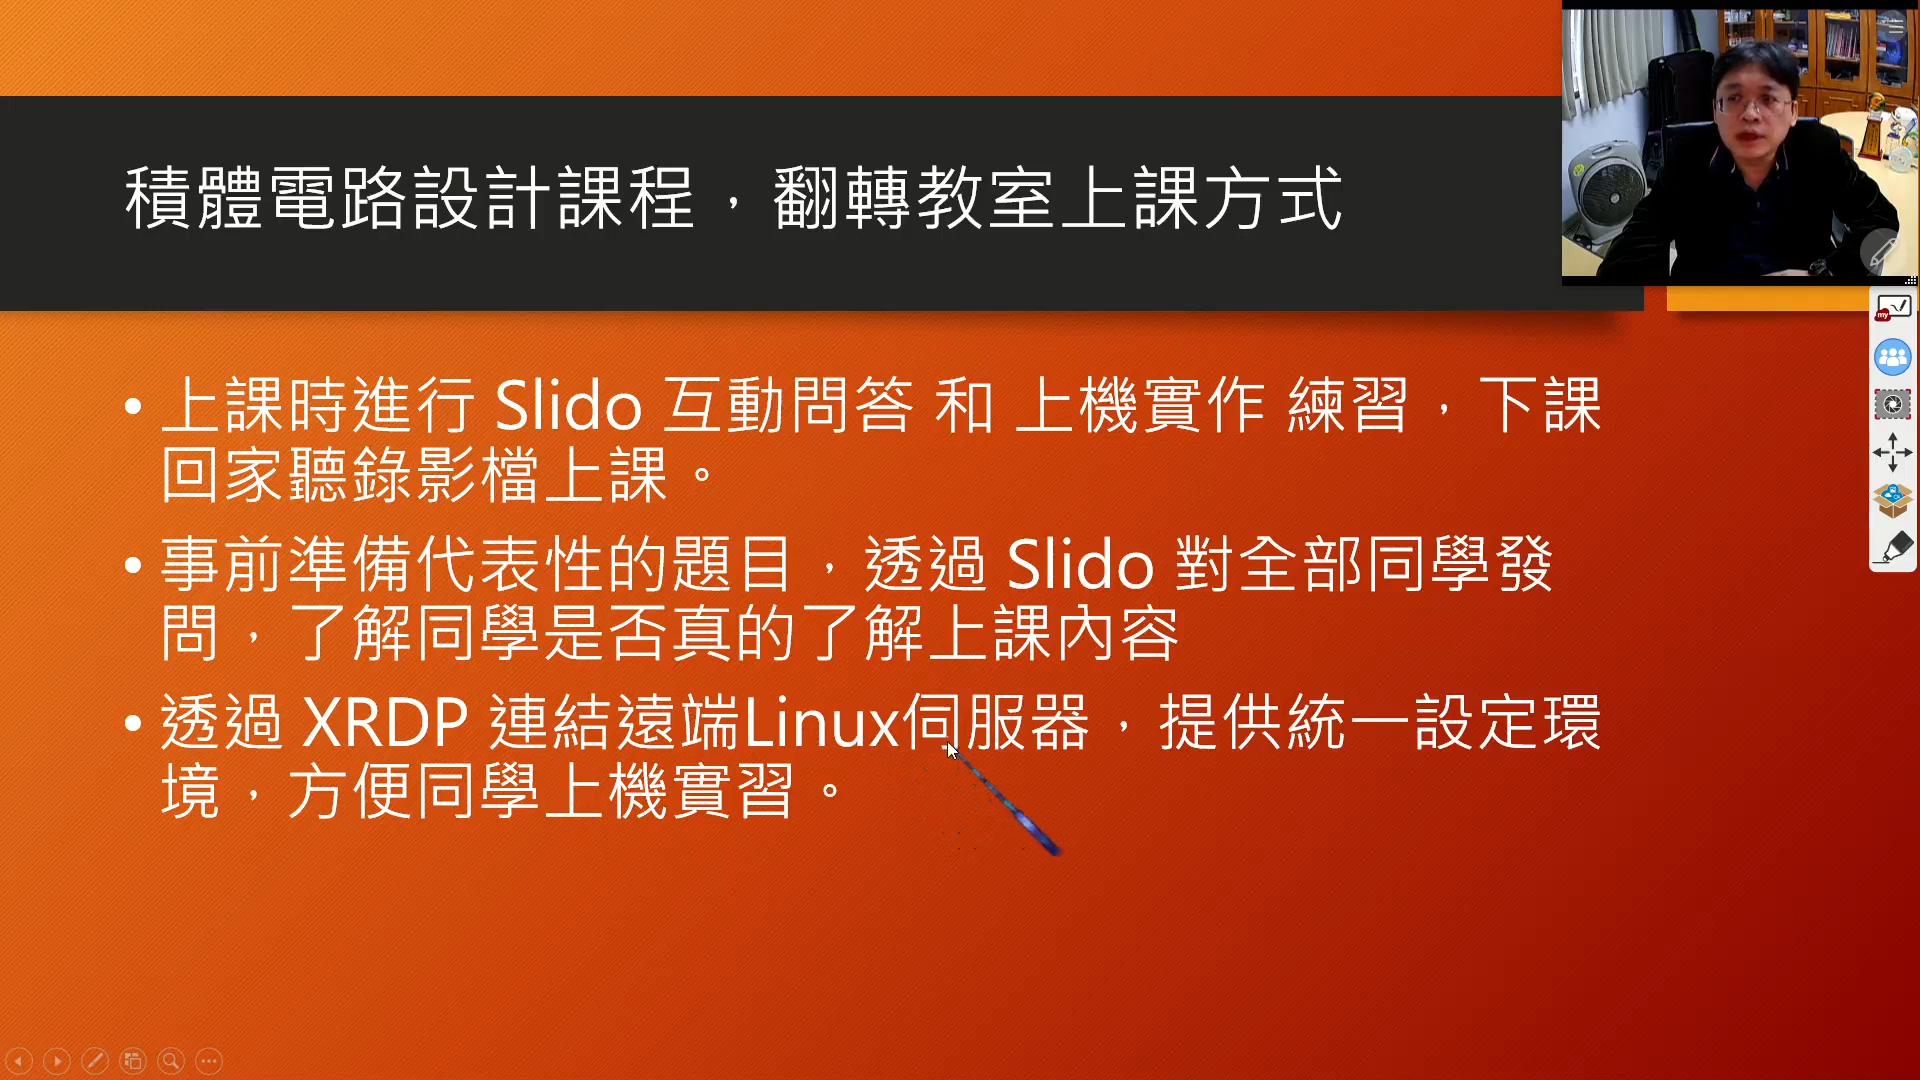 積體電路設計課程，翻轉教室上課方式
• 上課時進行 Slido 互動問答 和 上機實作 練習，下課
回家聽錄影檔上課。
• 事前準備代表性的題目，透過 Slido 對全部同學發
問，了解同學是否真的了解上課內容
• 透過 XRDP 連結遠端Linux伺服器，提供統一設定環
境，方便同學上機實習。
my